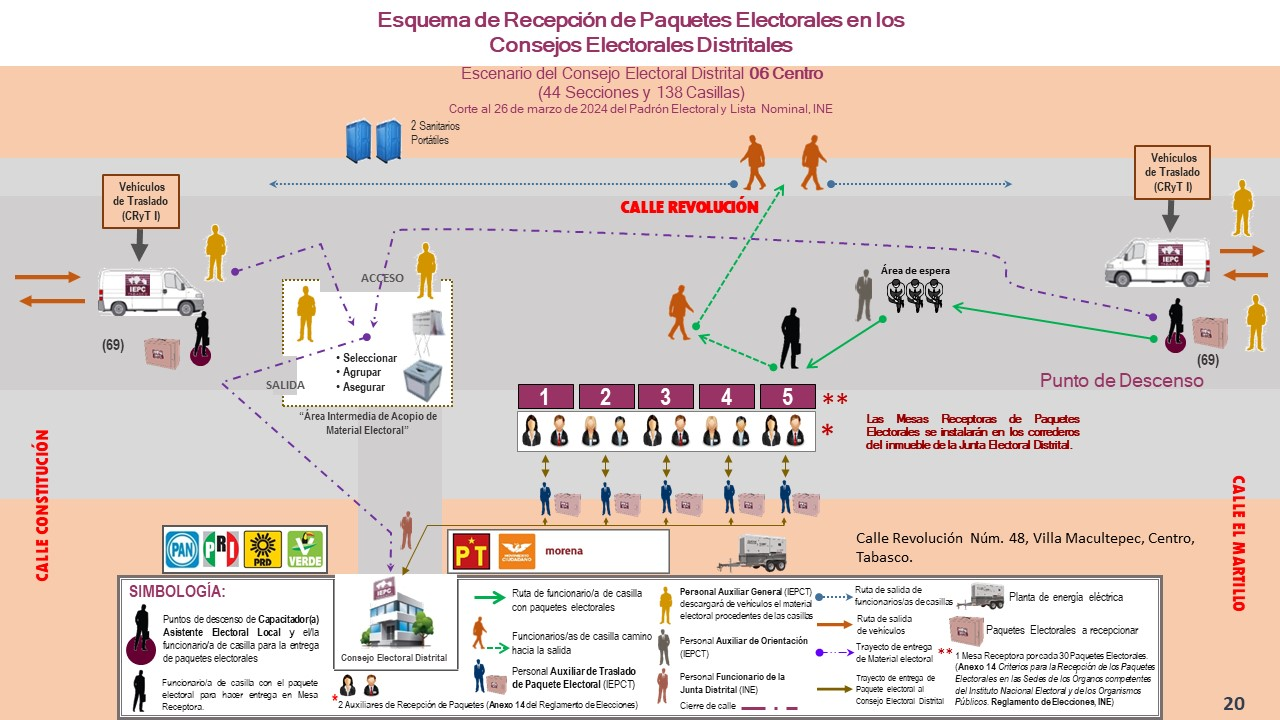 Esquema de Recepción de Paquetes Electorales en los
Consejos Electorales Distritales
Escenario del Consejo Electoral Distrital 06 Centro
(44 Secciones y 138 Casillas)
Corte al 26 de marzo de 2024 del Padrón Electoral y Lista Nominal, INE
2 Sanitarios
Portátiles
Vehículos
de Traslado
(CRyT I)
Vehículos
de Traslado
(CRyT I)
CALLE REVOLUCIÓN
ACCESO
Área de espera
IEPC
IEPC
(69)
• Seleccionar
• Agrupar
• Asegurar
SALIDA
“Área Intermedia de Acopio de
Material Electoral”
(69)
Punto de Descenso
1 2 3 4 5 **
*
Las Mesas Receptoras de Paquetes
Electorales se instalarán en los corredores
del inmueble de la Junta Electoral Distrital.
CALLE CONSTITUCIÓN
CALLE EL MARTILLO
PAN PRD PRD VERDE
PT MOVIMIENTO CIUDADANO morena
Calle Revolución Núm. 48, Villa Macultepec, Centro,
Tabasco.
SIMBOLOGÍA:
Puntos de descenso de Capacitador(a)
Asistente Electoral Local y el/la
funcionario/a de casilla para la entrega
de paquetes electorales
Funcionario/a de casilla con el paquete
electoral para hacer entrega en Mesa
Receptora.
IEPC
Consejo Electoral Distrital
* 2 Auxiliares de Recepción de Paquetes (Anexo 14 del Reglamento de Elecciones)
Ruta de funcionario/a de casilla
con paquetes electorales
Funcionarios/as de casilla camino
hacia la salida
Personal Auxiliar de Traslado
de Paquete Electoral (IEPCT)
Personal Auxiliar General (IEPCT)
descargará de vehículos el material
electoral procedentes de las casillas
Personal Auxiliar de Orientación
(IEPCT)
Personal Funcionario de la
Junta Distrital (INE)
Cierre de calle
Ruta de salida de
funcionarios/as de casillas
Ruta de salida
de vehículos
Trayecto de entrega
de Material electoral
Trayecto de entrega de
Paquete electoral al
Consejo Electoral Distrital
Planta de energía eléctrica
Paquetes Electorales a recepcionar
** 1 Mesa Receptora por cada 30 Paquetes Electorales.
(Anexo 14 Criterios para la Recepción de los Paquetes
Electorales en las Sedes de los Órganos competentes
del Instituto Nacional Electoral y de los Organismos
Públicos. Reglamento de Elecciones, INE)
20